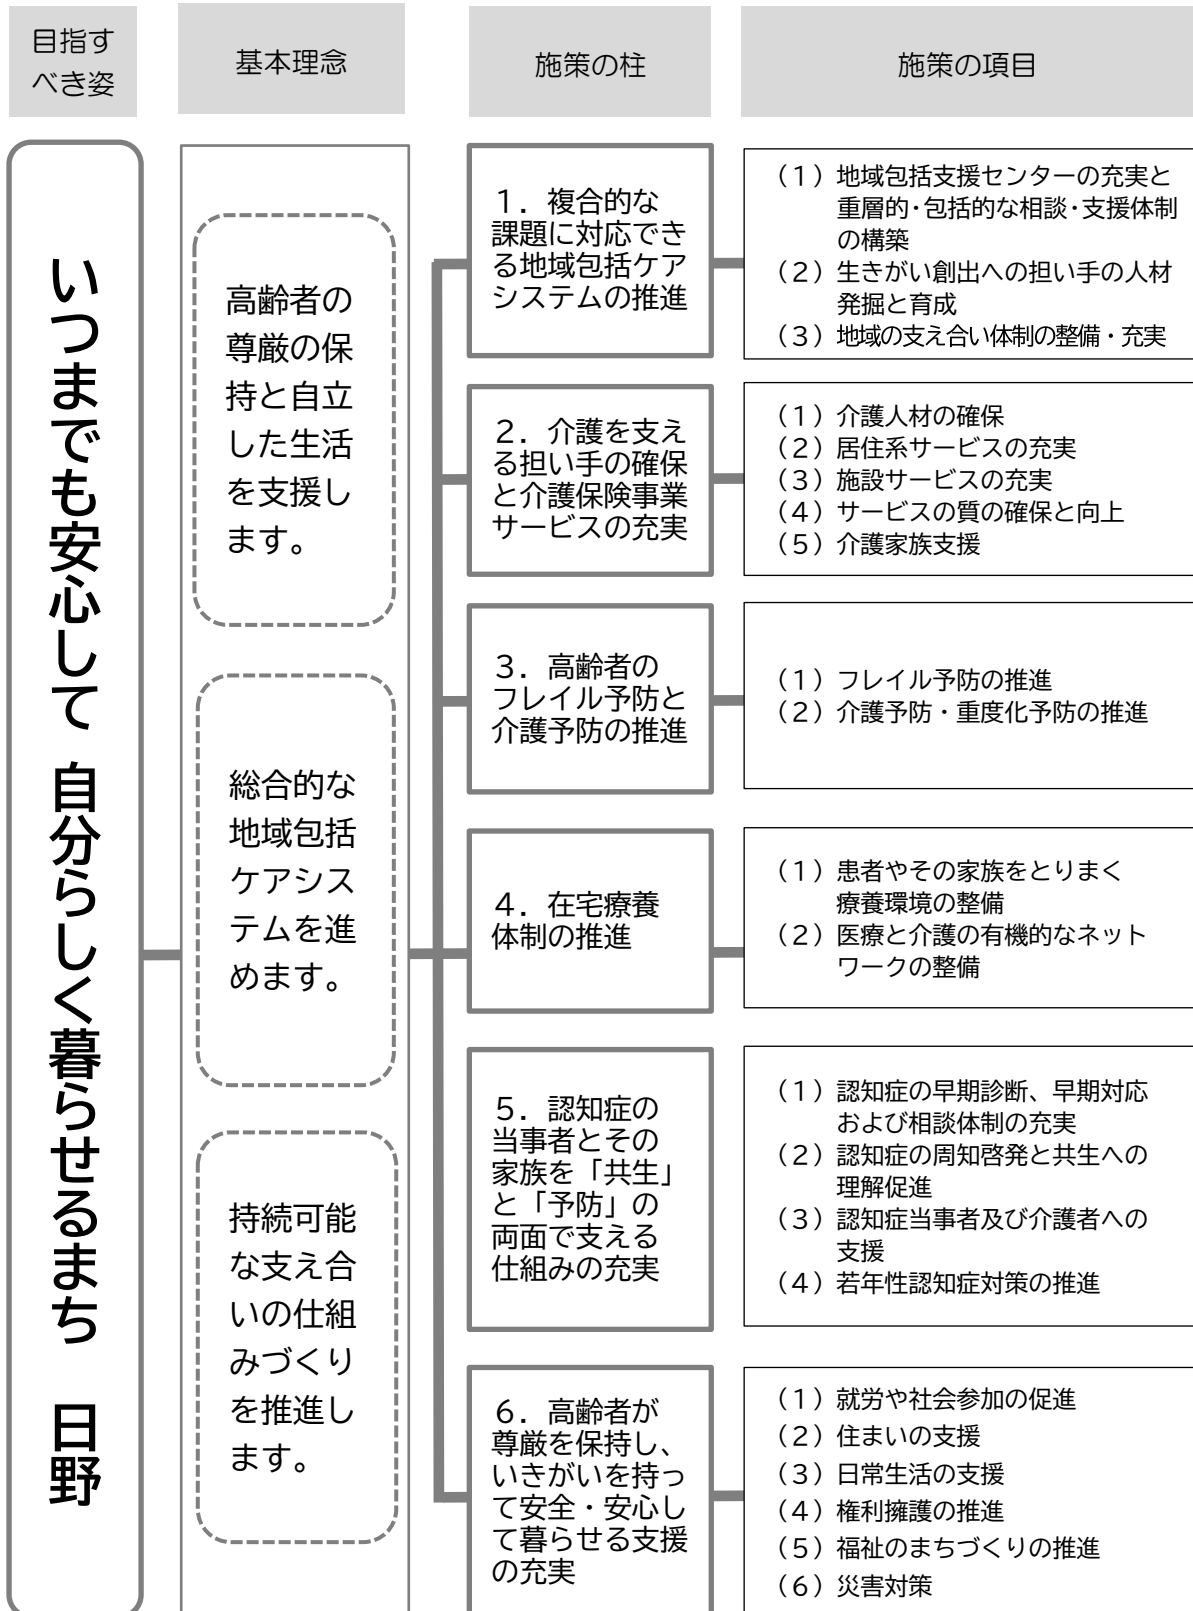 目指す
べき姿
基本理念
施策の柱
施策の項目
いつまでも安心して 自分らしく暮らせるまち 日野
高齢者の
尊厳の保
持と自立
した生活
を支援し
ます。
総合的な
地域包括
ケアシス
テムを進
めます。
持続可能
な支え合
いの仕組
みづくり
を推進し
ます。
1．複合的な
課題に対応でき
る地域包括ケア
システムの推進
（1）地域包括支援センターの充実と
重層的・包括的な相談・支援体制
の構築
（2）生きがい創出への担い手の人材
発掘と育成
（3）地域の支え合い体制の整備・充実
2．介護を支え
る担い手の確保
と介護保険事業
サービスの充実
（1）介護人材の確保
（2）居住系サービスの充実
（3）施設サービスの充実
（4）サービスの質の確保と向上
（5）介護家族支援
3．高齢者の
フレイル予防と
介護予防の推進
（1）フレイル予防の推進
（2）介護予防・重度化予防の推進
4．在宅療養
体制の推進
（1）患者やその家族をとりまく
療養環境の整備
（2）医療と介護の有機的なネット
ワークの整備
5．認知症の
当事者とその
家族を「共生」
と「予防」の
両面で支える
仕組みの充実
（1）認知症の早期診断、早期対応
および相談体制の充実
（2）認知症の周知啓発と共生への
理解促進
（3）認知症当事者及び介護者への
支援
（4）若年性認知症対策の推進
6．高齢者が
尊厳を保持し、
いきがいを持っ
て安全・安心し
て暮らせる支援
の充実
（1）就労や社会参加の促進
（2）住まいの支援
（3）日常生活の支援
（4）権利擁護の推進
（5）福祉のまちづくりの推進
（6）災害対策